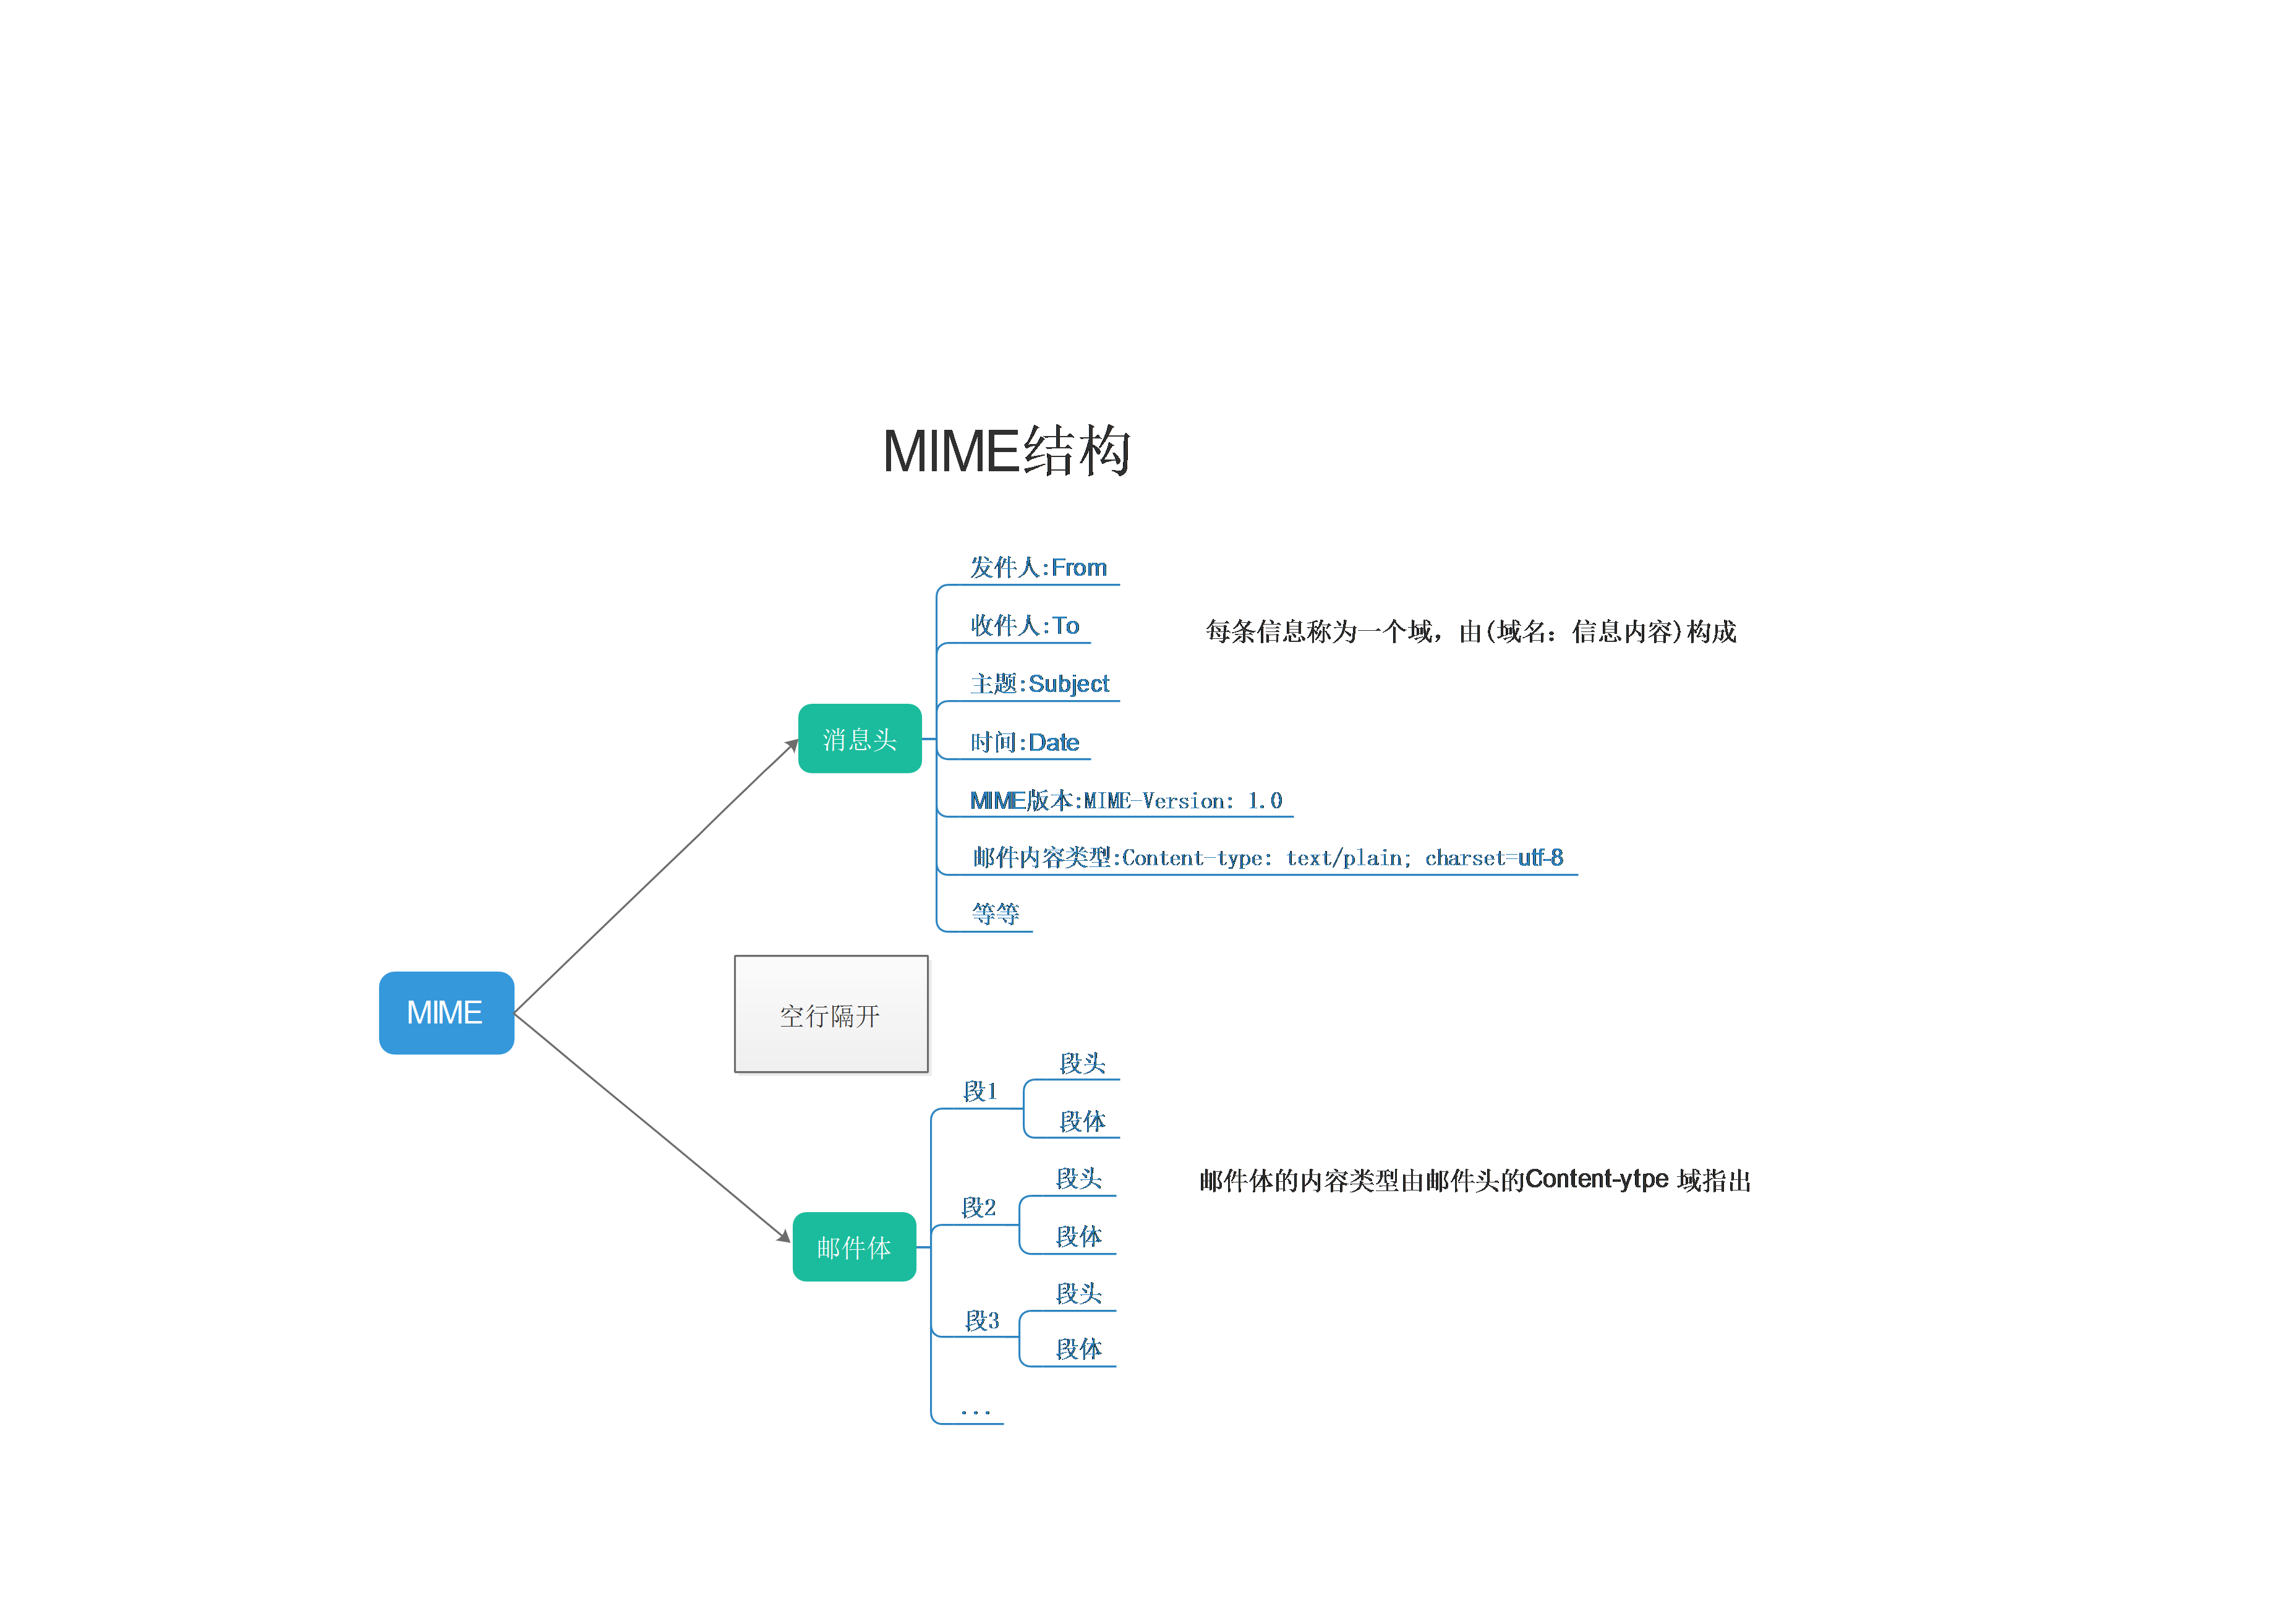 MIME结构
发件人:From
收件人:To
每条信息称为一个域，由(域名：信息内容)构成
主题:Subject
消息头
时间:Date
MIME版本:MIME-Version: 1.0
邮件内容类型:Content-type: text/plain; charset=utf-8
等等
MIME
空行隔开
段1
段头
段体
邮件体的内容类型由邮件头的Content-ytpe 域指出
段2
段头
段体
邮件体
段3
段头
段体
...